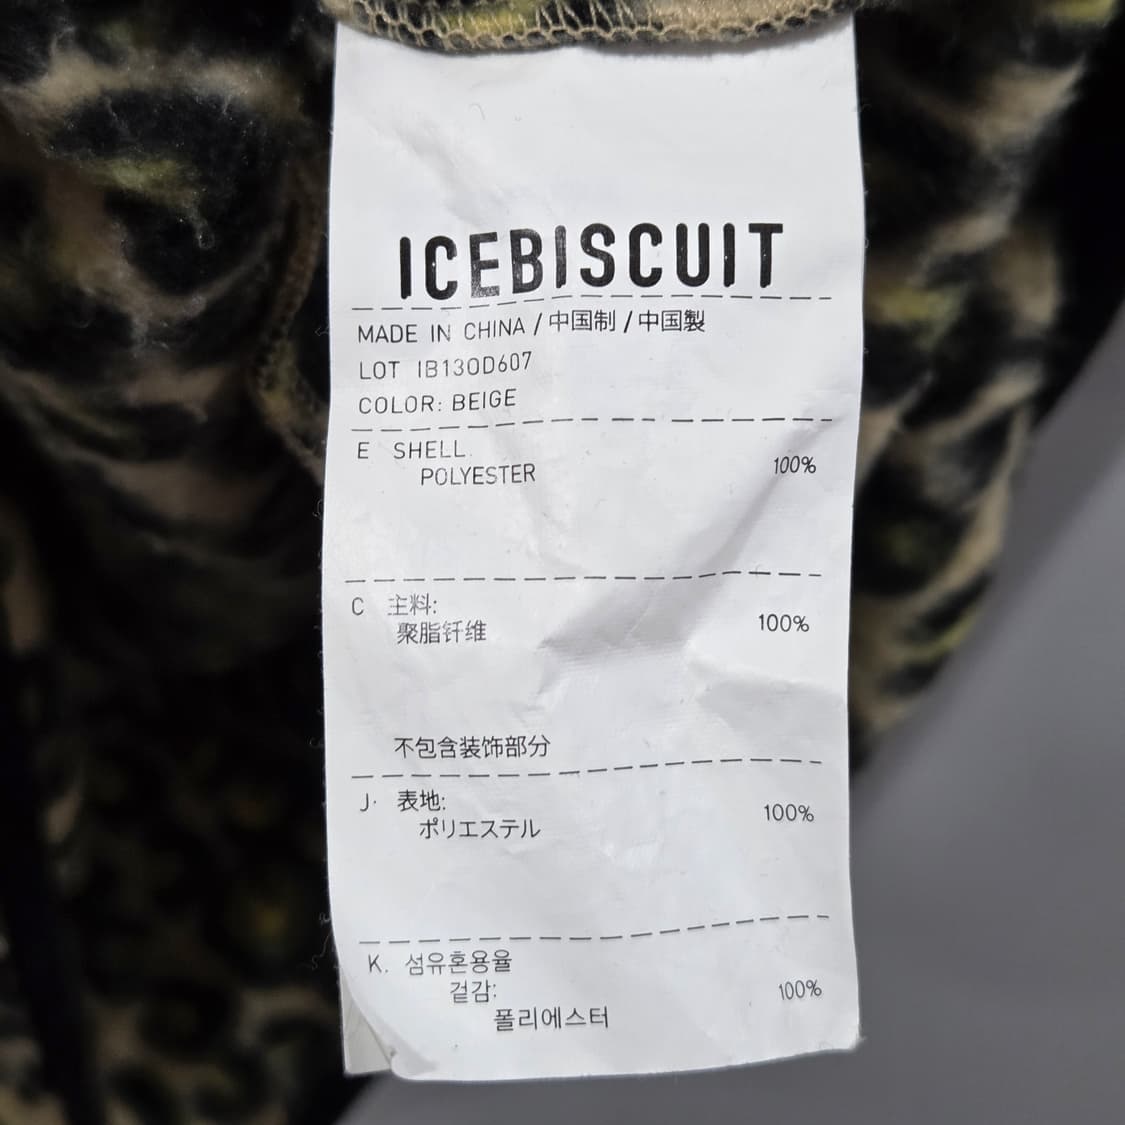 ICEBISCUIT
MADE IN CHINA / 中国制 / 中国製
LOT IB130D607
COLOR: BEIGE
E SHELL
POLYESTER 100%
C 主料:
聚脂钎维 100%
不包含装饰部分
J· 表地:
ポリエステル 100%
K. 섬유혼용율
겉감:
폴리에스터 100%